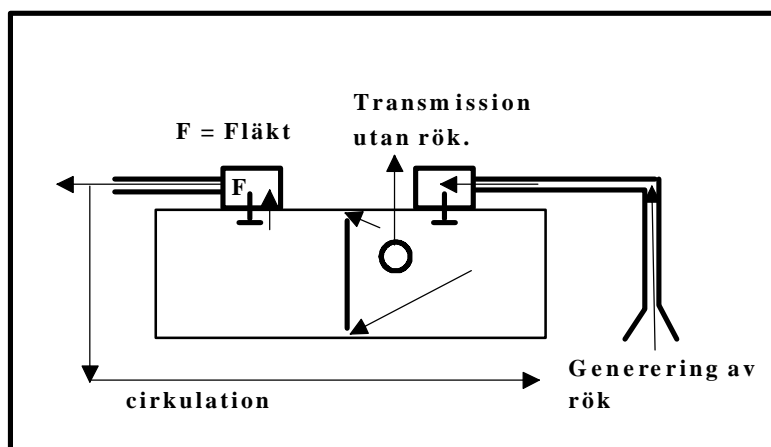 Transmission
utan rök.
F = Fläkt
F
Generering av
rök
cirkulation